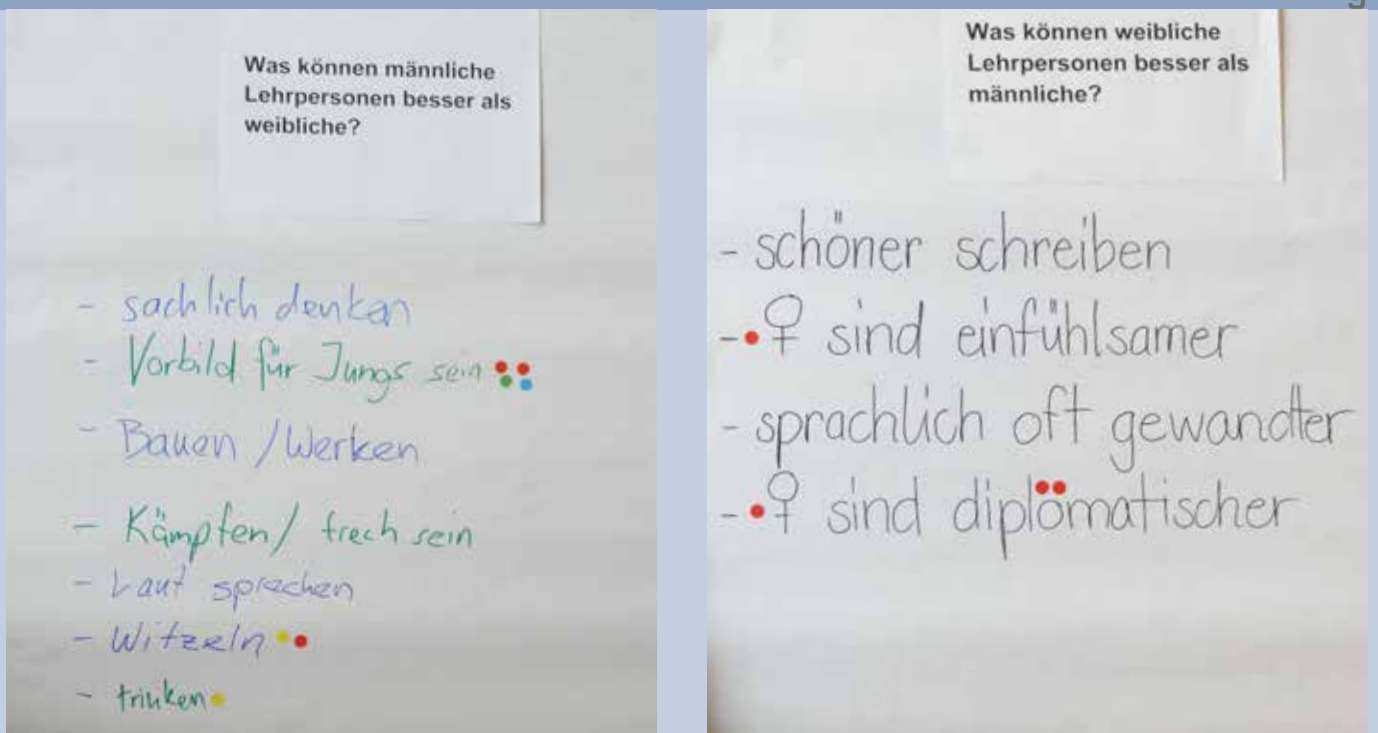 Was können männliche
Lehrpersonen besser als
weibliche?
- sachlich denken
- Vorbild für Jungs sein
- Bauen / Werken
- Kämpfen / frech sein
- Laut sprechen
- Witzeln
- trinken
Was können weibliche
Lehrpersonen besser als
männliche?
- schöner schreiben
- ♀ sind einfühlsamer
- sprachlich oft gewandter
- ♀ sind diplomatischer